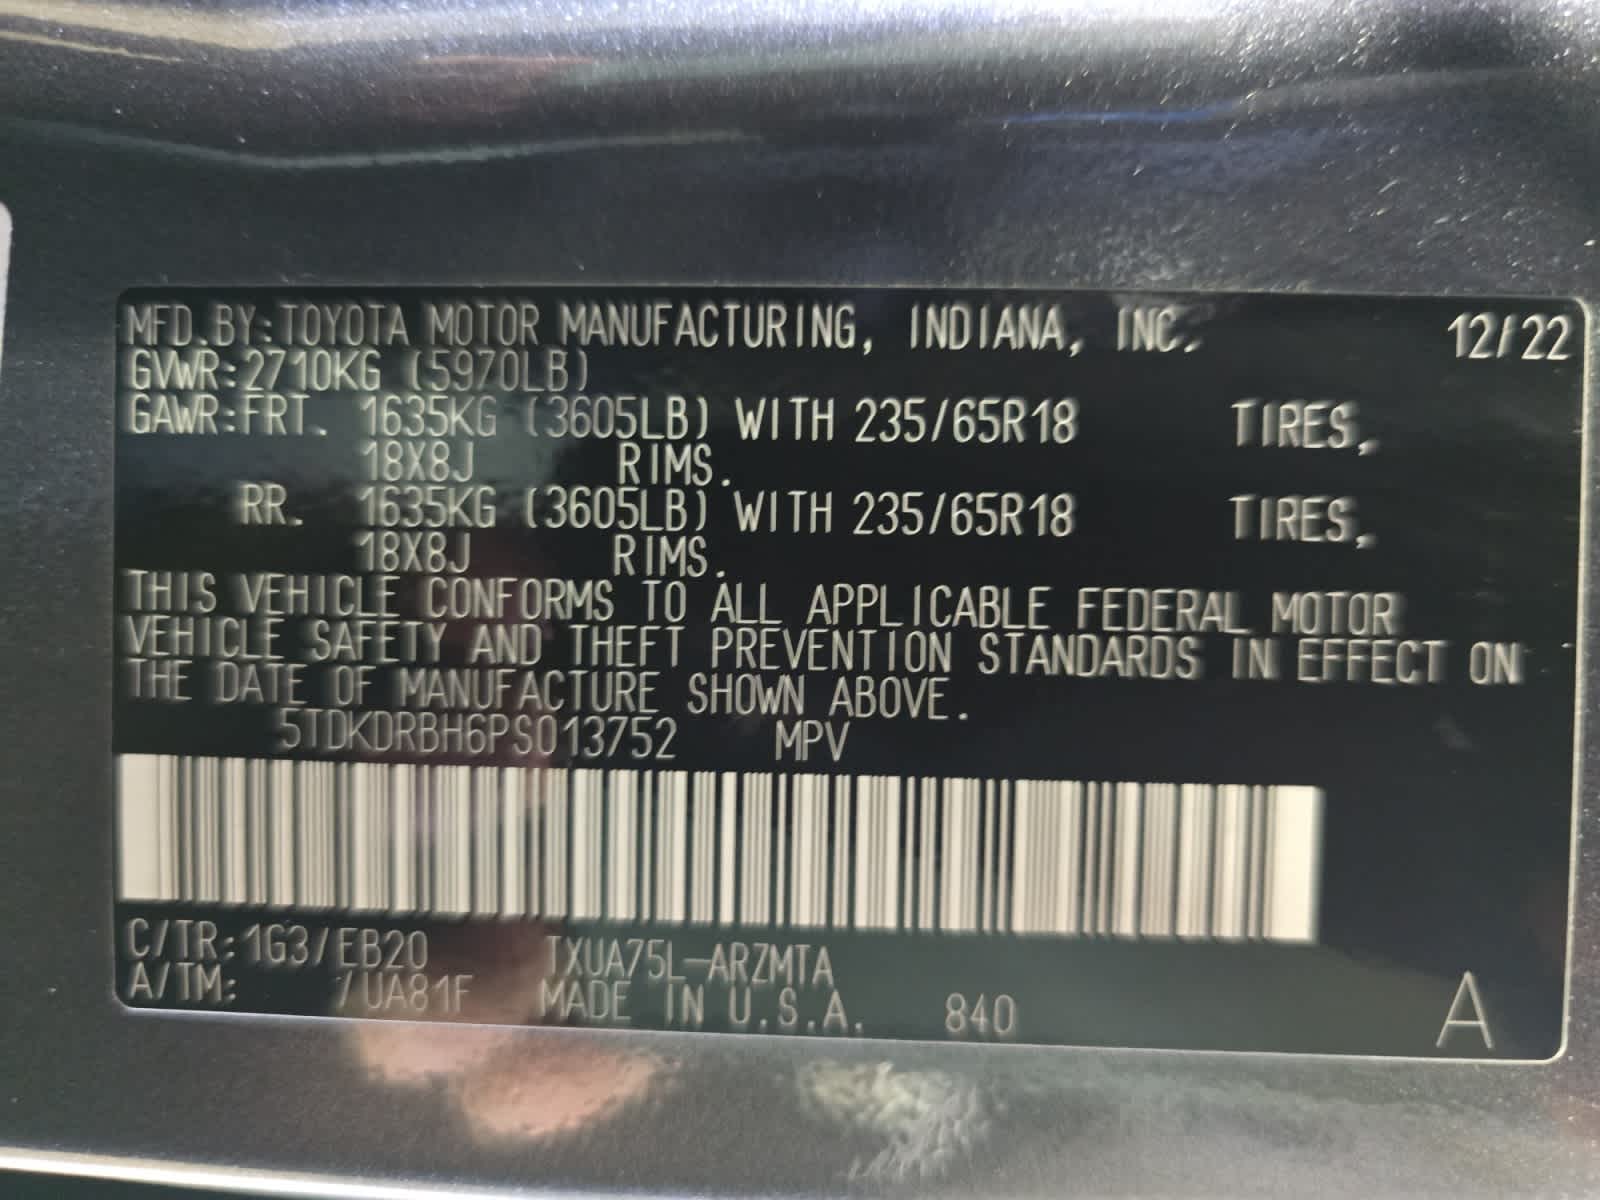 MFD.BY:TOYOTA MOTOR MANUFACTURING, INDIANA, INC. 12/22
GVWR:2710KG (5970LB)
GAWR:FRT. 1635KG (3605LB) WITH 235/65R18 TIRES,
18X8J RIMS.
RR. 1635KG (3605LB) WITH 235/65R18 TIRES,
18X8J RIMS.
THIS VEHICLE CONFORMS TO ALL APPLICABLE FEDERAL MOTOR
VEHICLE SAFETY AND THEFT PREVENTION STANDARDS IN EFFECT ON
THE DATE OF MANUFACTURE SHOWN ABOVE.
5TDKDRBH6PS013752 MPV
C/TR:1G3/EB20 TXUA75L-ARZMTA
A/TM: /UA81F MADE IN U.S.A. 840 A